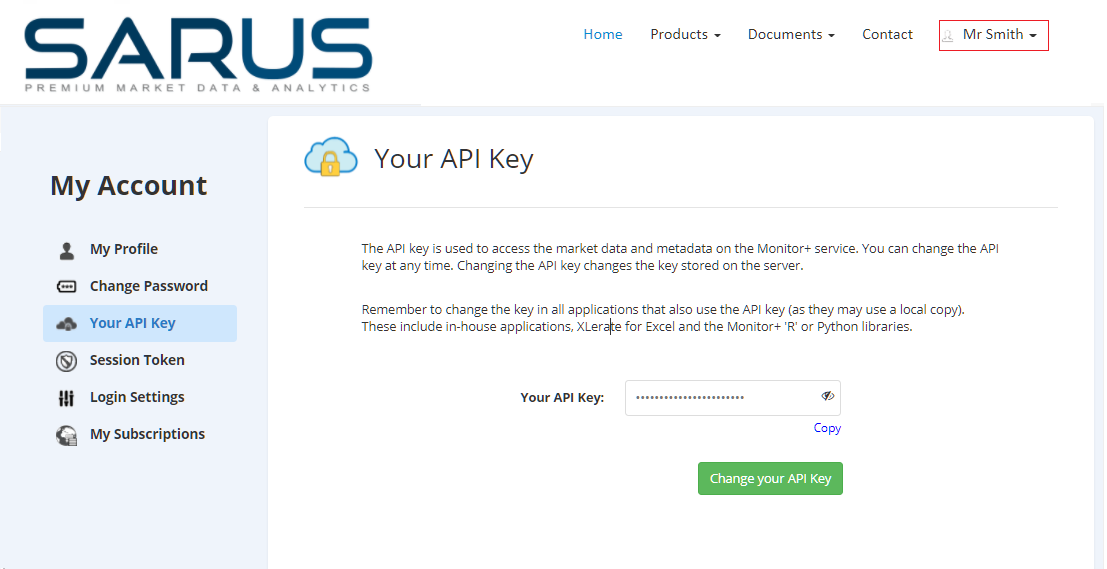 SARUS
PREMIUM MARKET DATA & ANALYTICS
Home Products Documents Contact Mr Smith
My Account
My Profile
Change Password
Your API Key
Session Token
Login Settings
My Subscriptions
Your API Key
The API key is used to access the market data and metadata on the Monitor+ service. You can change the API
key at any time. Changing the API key changes the key stored on the server.
Remember to change the key in all applications that also use the API key (as they may use a local copy).
These include in-house applications, XLerate for Excel and the Monitor+ 'R' or Python libraries.
Your API Key: •••••••••••••••••••••••
Copy
Change your API Key